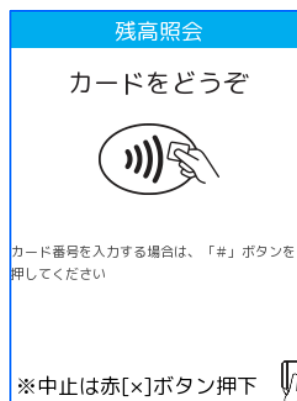 残高照会
カードをどうぞ
カード番号を入力する場合は、「#」ボタンを
押してください
※中止は赤[×]ボタン押下